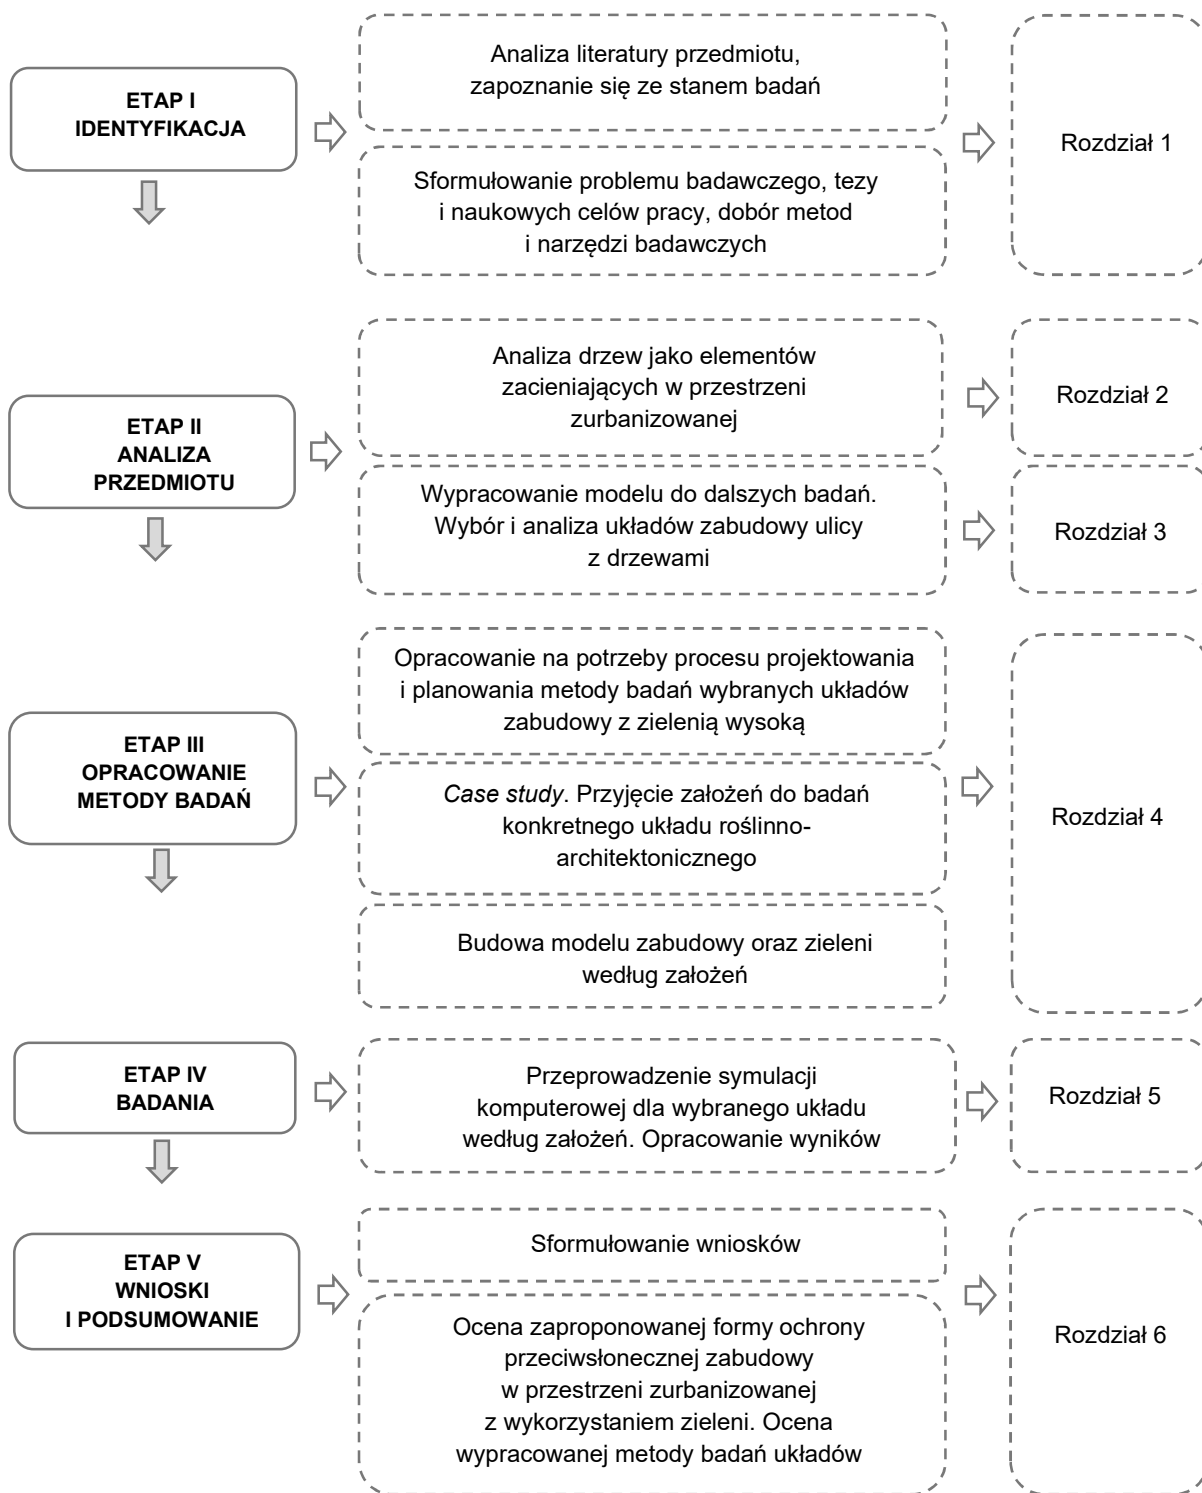 ETAP I
IDENTYFIKACJA
Analiza literatury przedmiotu,
zapoznanie się ze stanem badań
Sformułowanie problemu badawczego, tezy
i naukowych celów pracy, dobór metod
i narzędzi badawczych
Rozdział 1
ETAP II
ANALIZA
PRZEDMIOTU
Analiza drzew jako elementów
zacieniających w przestrzeni
zurbanizowanej
Rozdział 2
Wypracowanie modelu do dalszych badań.
Wybór i analiza układów zabudowy ulicy
z drzewami
Rozdział 3
ETAP III
OPRACOWANIE
METODY BADAŃ
Opracowanie na potrzeby procesu projektowania
i planowania metody badań wybranych układów
zabudowy z zielenią wysoką
Case study. Przyjęcie założeń do badań
konkretnego układu roślinno-
architektonicznego
Budowa modelu zabudowy oraz zieleni
według założeń
Rozdział 4
ETAP IV
BADANIA
Przeprowadzenie symulacji
komputerowej dla wybranego układu
według założeń. Opracowanie wyników
Rozdział 5
ETAP V
WNIOSKI
I PODSUMOWANIE
Sformułowanie wniosków
Ocena zaproponowanej formy ochrony
przeciwsłonecznej zabudowy
w przestrzeni zurbanizowanej
z wykorzystaniem zieleni. Ocena
wypracowanej metody badań układów
Rozdział 6